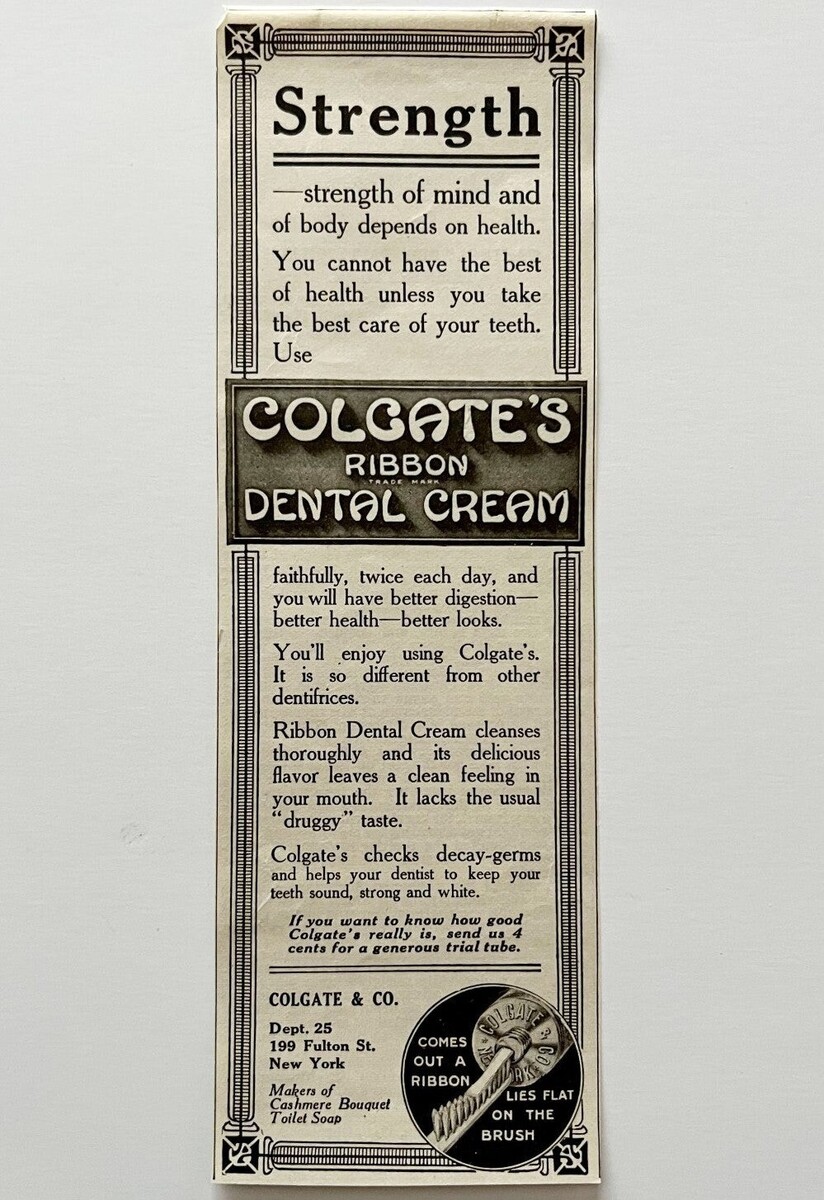 Strength
—strength of mind and
of body depends on health.
You cannot have the best
of health unless you take
the best care of your teeth.
Use
COLGATE'S
RIBBON
TRADE MARK
DENTAL CREAM
faithfully, twice each day, and
you will have better digestion—
better health—better looks.
You'll enjoy using Colgate's.
It is so different from other
dentifrices.
Ribbon Dental Cream cleanses
thoroughly and its delicious
flavor leaves a clean feeling in
your mouth. It lacks the usual
“druggy” taste.
Colgate's checks decay-germs
and helps your dentist to keep your
teeth sound, strong and white.
If you want to know how good
Colgate's really is, send us 4
cents for a generous trial tube.
COLGATE & CO.
Dept. 25
199 Fulton St.
New York
Makers of
Cashmere Bouquet
Toilet Soap
COMES
OUT A
RIBBON
COLGATE & CO
LIES FLAT
ON THE
BRUSH